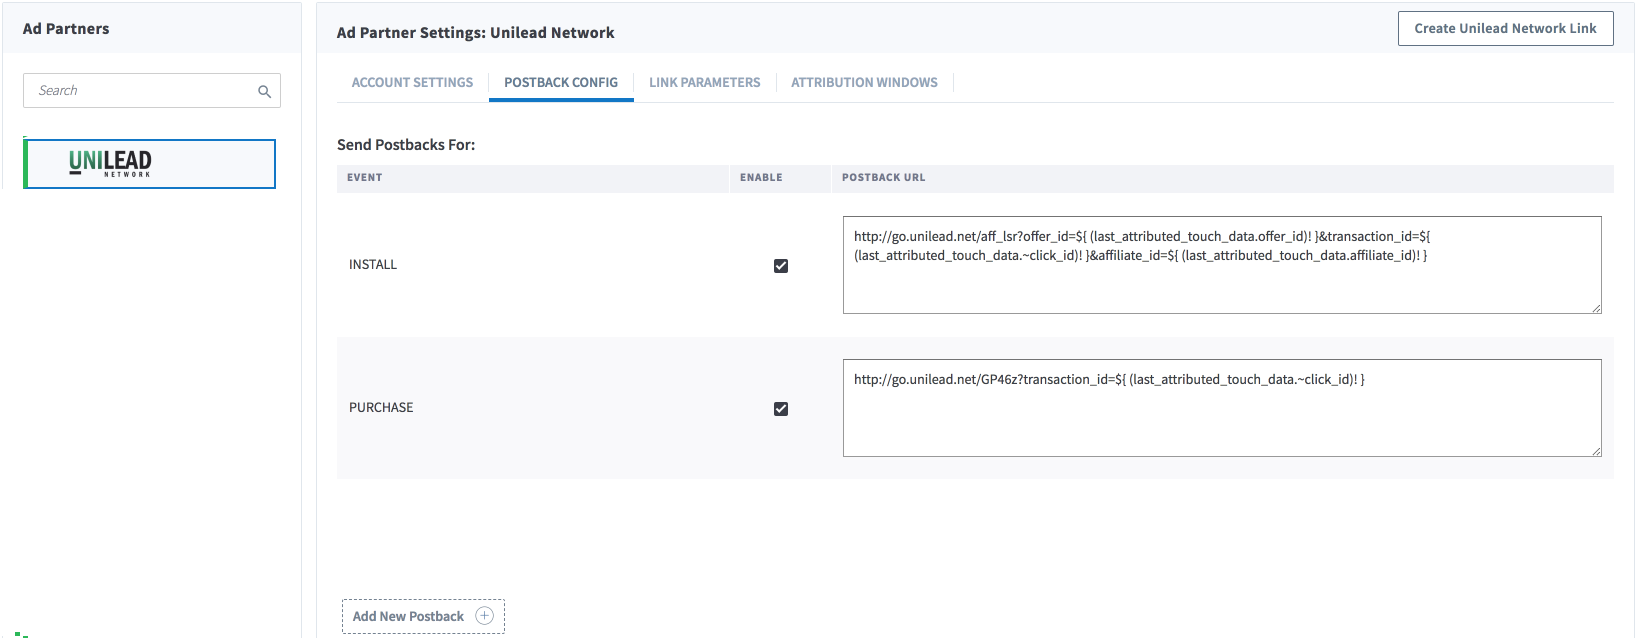 Ad Partners
Search
UNILEAD
NETWORK
Ad Partner Settings: Unilead Network
Create Unilead Network Link
ACCOUNT SETTINGS
POSTBACK CONFIG
LINK PARAMETERS
ATTRIBUTION WINDOWS
Send Postbacks For:
EVENT
ENABLE
POSTBACK URL
INSTALL
http://go.unilead.net/aff_lsr?offer_id=${ (last_attributed_touch_data.offer_id)! }&transaction_id=${
(last_attributed_touch_data.~click_id)! }&affiliate_id=${ (last_attributed_touch_data.affiliate_id)! }
PURCHASE
http://go.unilead.net/GP46z?transaction_id=${ (last_attributed_touch_data.~click_id)! }
Add New Postback